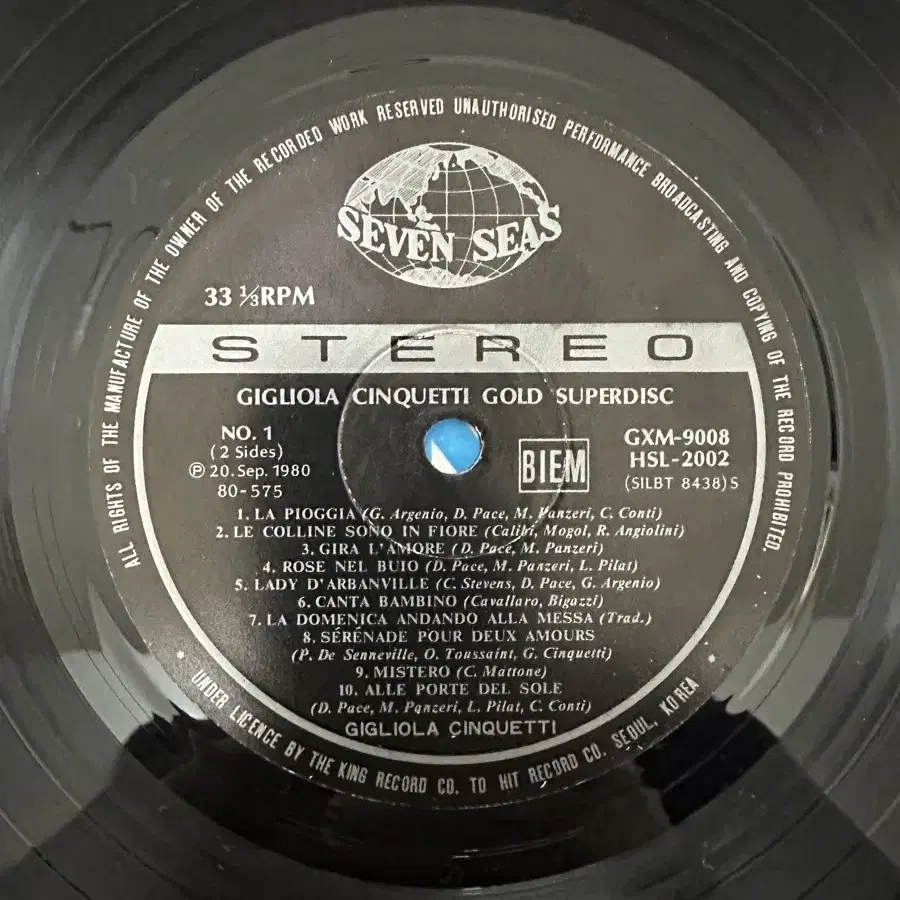 ALL RIGHTS OF THE MANUFACTURE OF THE OWNER OF THE RECORDED WORK RESERVED UNAUTHORISED PERFORMANCE BROADCASTING AND COPYING OF THE RECORD PROHIBITED.
SEVEN SEAS
33 ⅓RPM
STEREO
GIGLIOLA CINQUETTI GOLD SUPERDISC
NO. 1
(2 Sides)
Ⓟ 20. Sep. 1980
80-575
BIEM
GXM-9008
HSL-2002
(SILBT 8438) S
1. LA PIOGGIA (G. Argenio, D. Pace, M. Panzeri, C. Conti)
2. LE COLLINE SONO IN FIORE (Calibi, Mogol, R. Angiolini)
3. GIRA L'AMORE (D. Pace, M. Panzeri)
4. ROSE NEL BUIO (D. Pace, M. Panzeri, L. Pilat)
5. LADY D'ARBANVILLE (C. Stevens, D. Pace, G. Argenio)
6. CANTA BAMBINO (Cavallaro, Bigazzi)
7. LA DOMENICA ANDANDO ALLA MESSA (Trad.)
8. SÉRÉNADE POUR DEUX AMOURS
(P. De Senneville, O. Toussaint, G. Cinquetti)
9. MISTERO (C. Mattone)
10. ALLE PORTE DEL SOLE
(D. Pace, M. Panzeri, L. Pilat, C. Conti)
GIGLIOLA CINQUETTI
* UNDER LICENCE BY THE KING RECORD CO. TO HIT RECORD CO. SEOUL, KOREA *